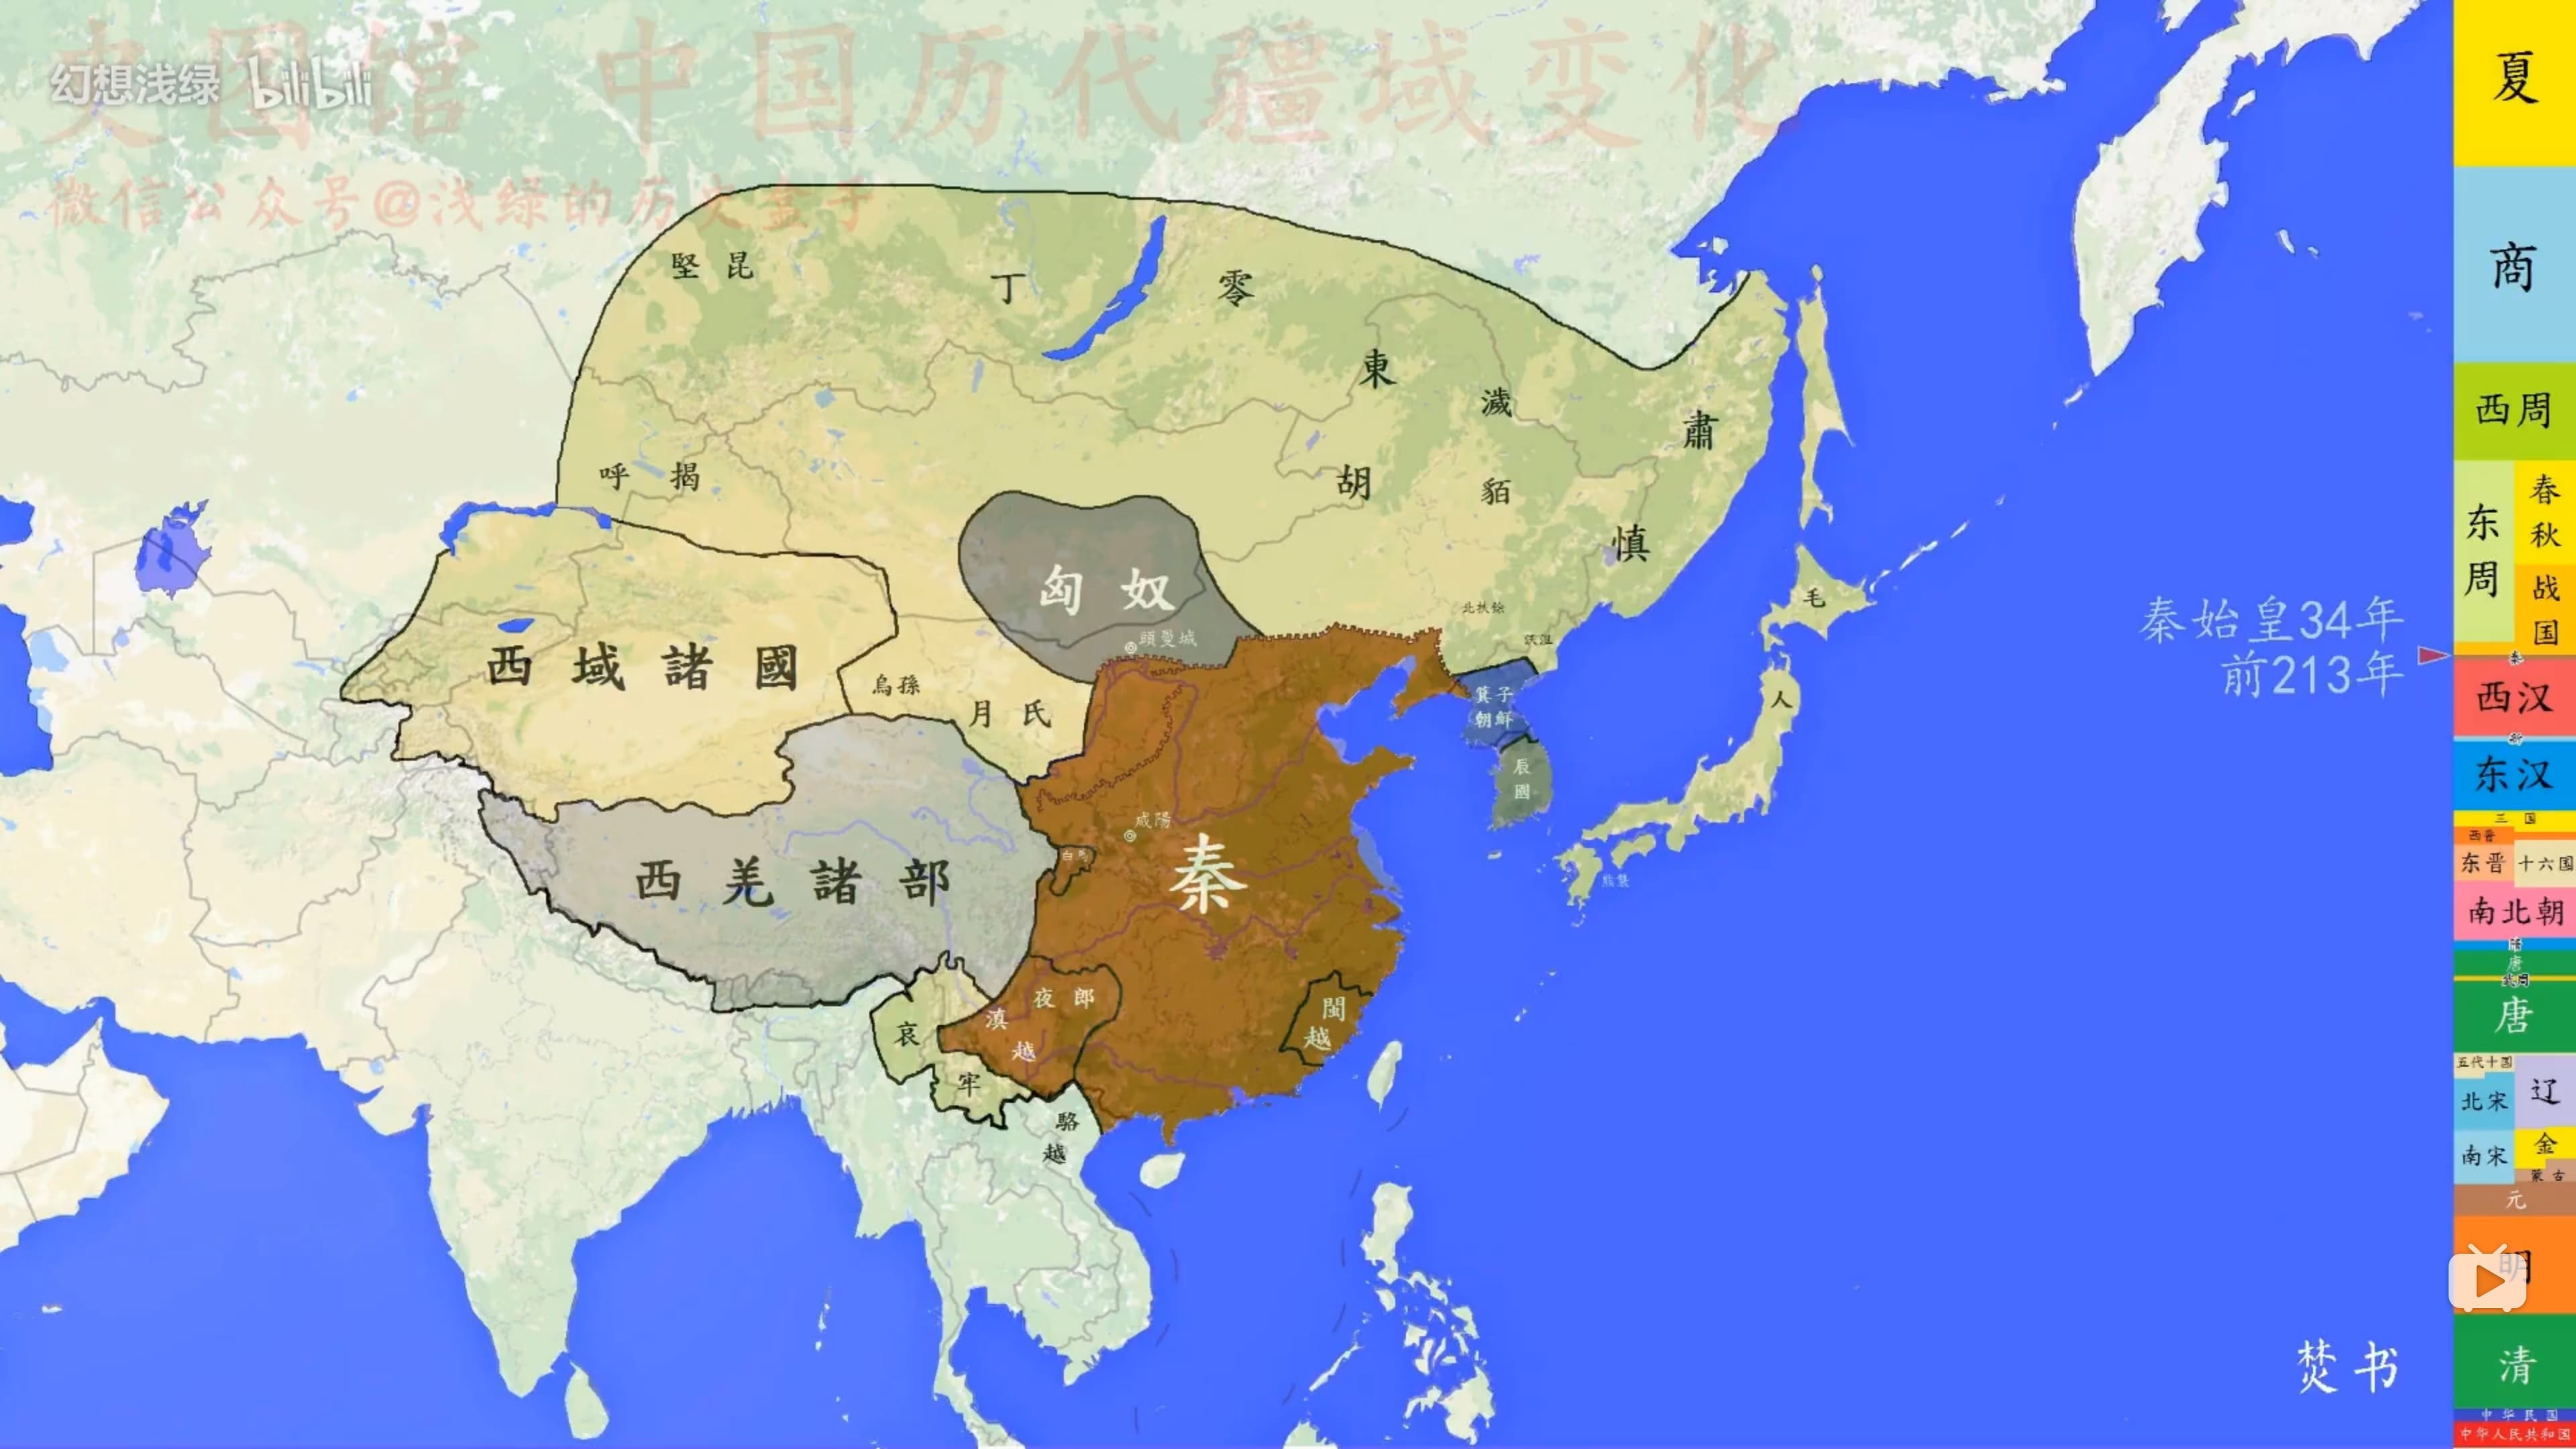 史图馆 中国历代疆域变化
幻想浅绿 bilibili
微信公众号@浅绿的历史盒子
堅昆
丁零
東胡
濊貊
肅慎
呼揭
匈奴
頭曼城
北扶餘
沃沮
毛人
西域諸國
烏孫
月氏
箕子
朝鮮
辰國
咸陽
秦
白馬
西羌諸部
熊襲
夜郎
滇越
閩越
哀牢
駱越
秦始皇34年
前213年
焚书
夏
商
西周
东周
春秋
战国
秦
西汉
新
东汉
三国
西晋
东晋
十六国
南北朝
隋
唐
武周
唐
五代十国
辽
北宋
金
南宋
蒙古
元
明
清
中华民国
中华人民共和国